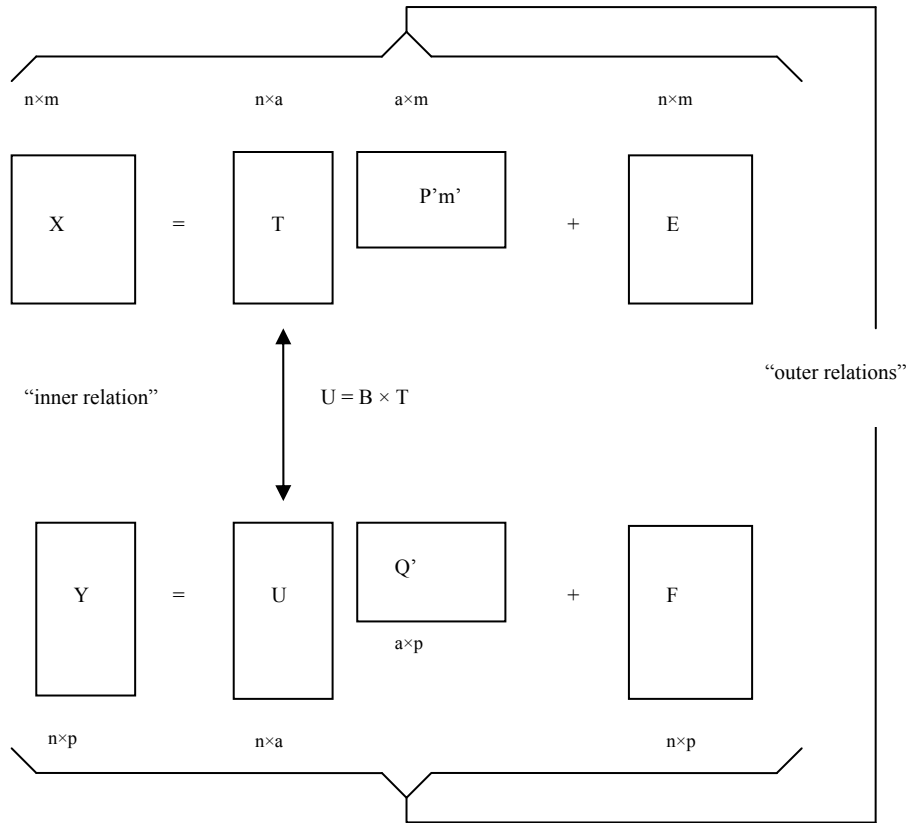 n×m n×a a×m n×m
X = T P’m’ + E
“inner relation” U = B × T “outer relations”
Y = U Q’ + F
a×p
n×p n×a n×p